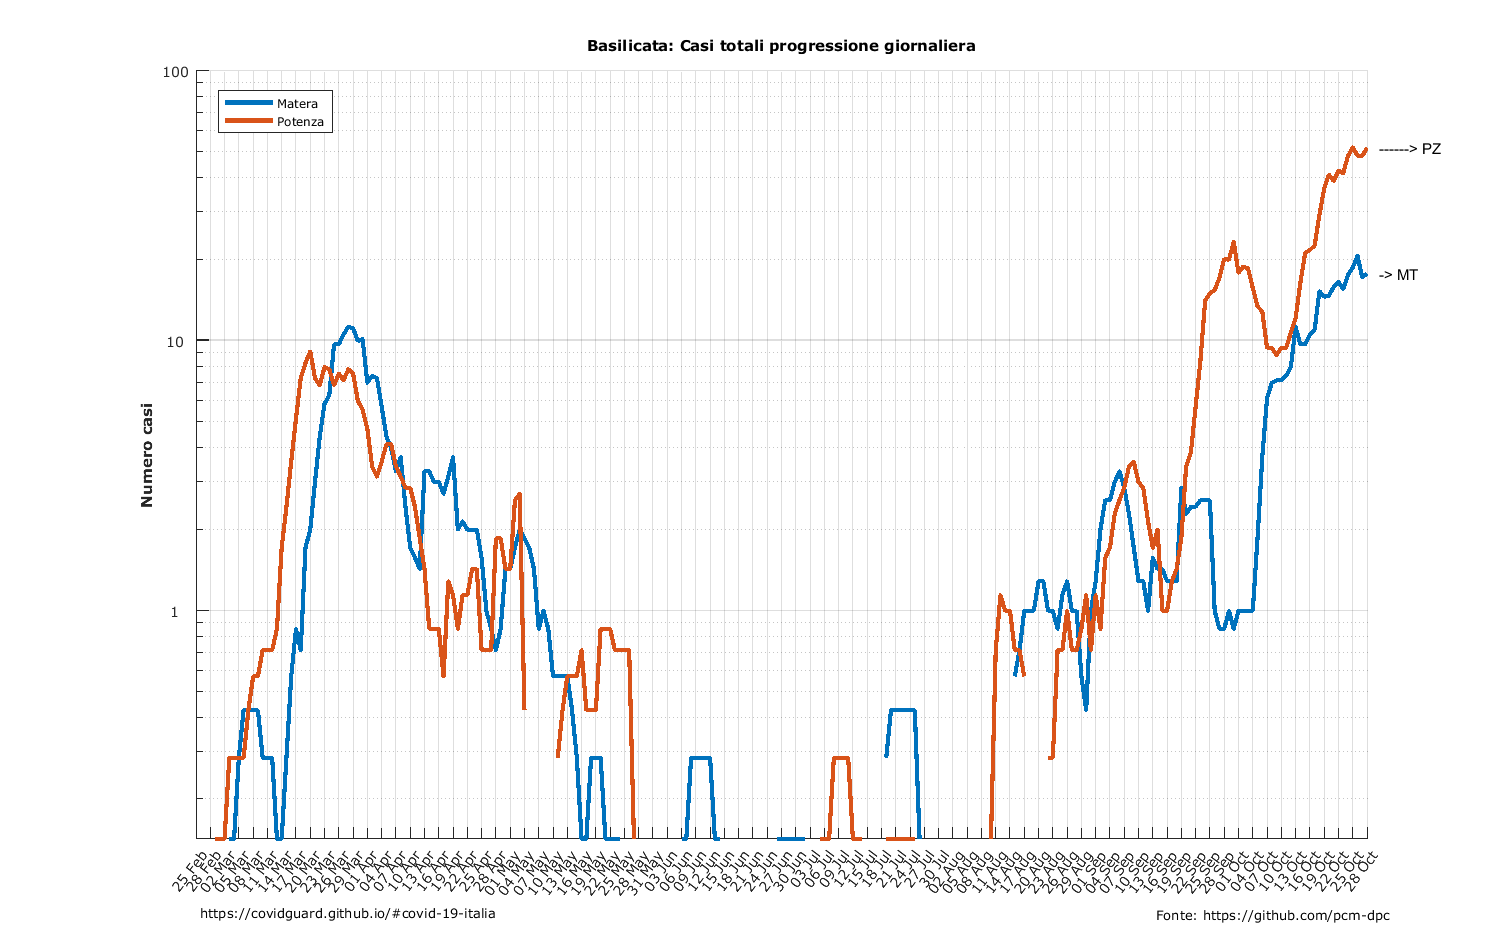 Basilicata: Casi totali progressione giornaliera
100
10
1
Numero casi
Matera
Potenza
------> PZ
-> MT
25 Feb
28 Feb
02 Mar
05 Mar
08 Mar
11 Mar
14 Mar
17 Mar
20 Mar
23 Mar
26 Mar
29 Mar
01 Apr
04 Apr
07 Apr
10 Apr
13 Apr
16 Apr
19 Apr
22 Apr
25 Apr
28 Apr
01 May
04 May
07 May
10 May
13 May
16 May
19 May
22 May
25 May
28 May
31 May
03 Jun
06 Jun
09 Jun
12 Jun
15 Jun
18 Jun
21 Jun
24 Jun
27 Jun
30 Jun
03 Jul
06 Jul
09 Jul
12 Jul
15 Jul
18 Jul
21 Jul
24 Jul
27 Jul
30 Jul
02 Aug
05 Aug
08 Aug
11 Aug
14 Aug
17 Aug
20 Aug
23 Aug
26 Aug
29 Aug
01 Sep
04 Sep
07 Sep
10 Sep
13 Sep
16 Sep
19 Sep
22 Sep
25 Sep
28 Sep
01 Oct
04 Oct
07 Oct
10 Oct
13 Oct
16 Oct
19 Oct
22 Oct
25 Oct
28 Oct
https://covidguard.github.io/#covid-19-italia
Fonte: https://github.com/pcm-dpc